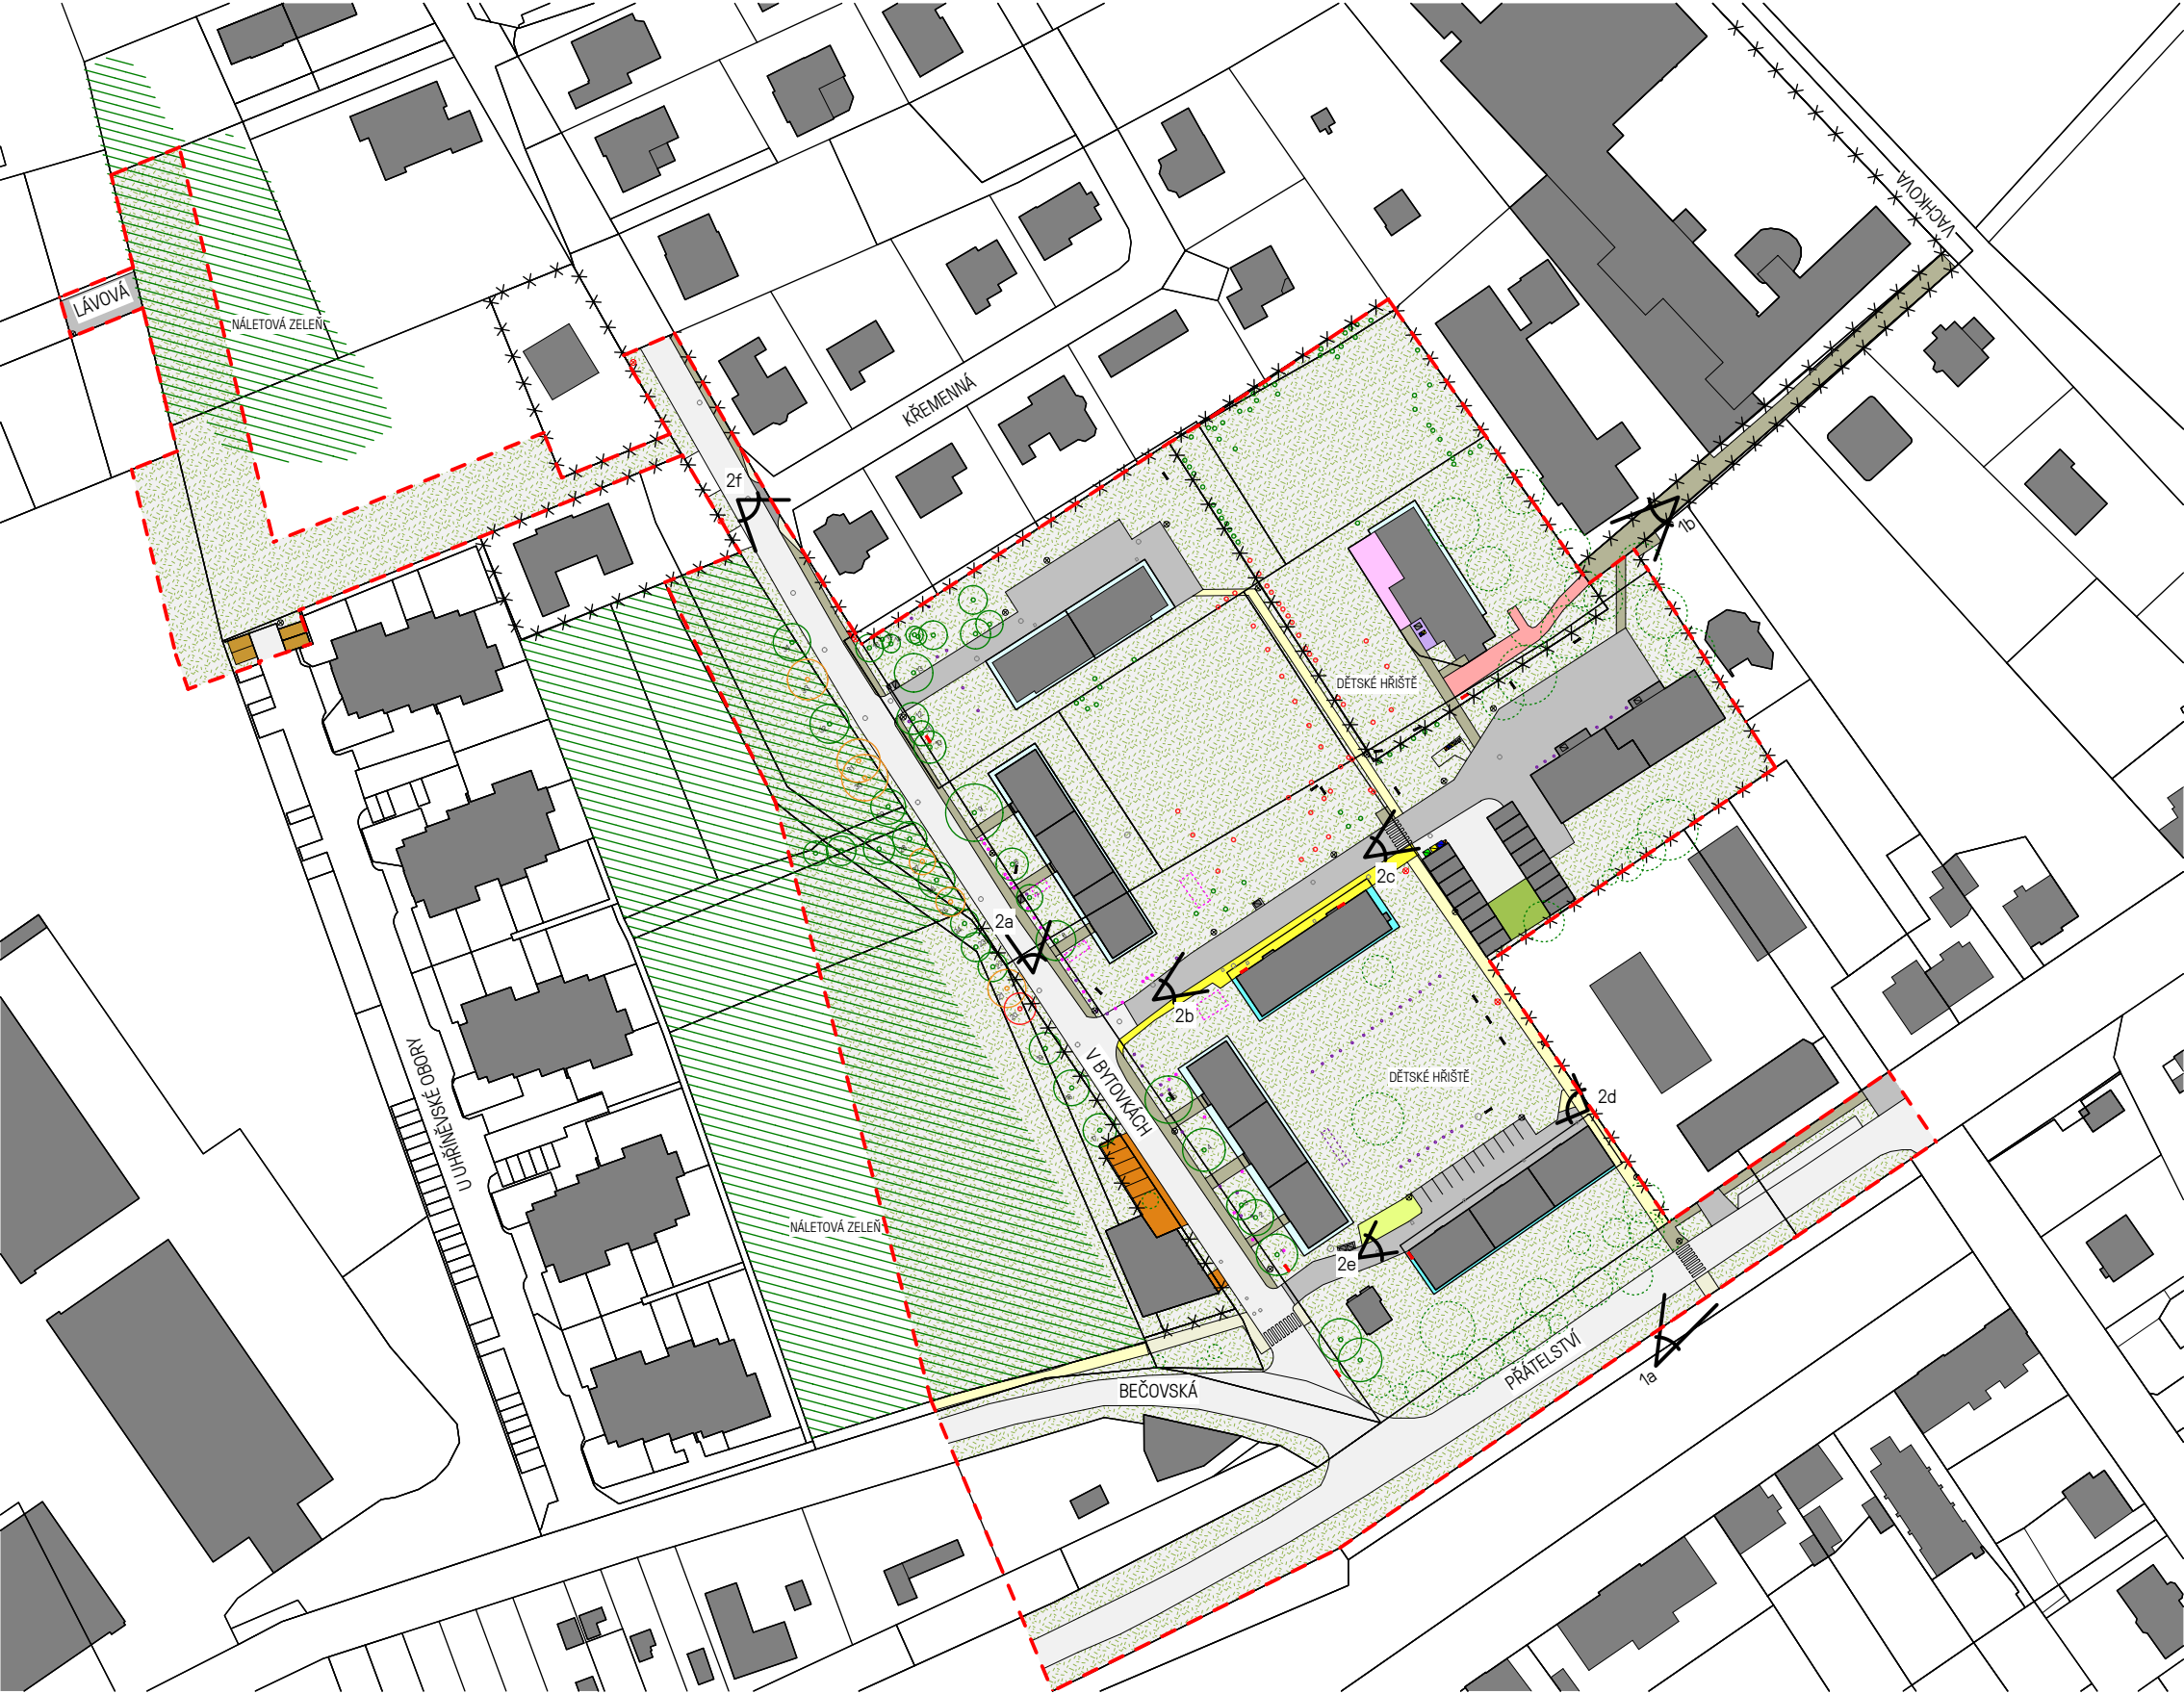 VACHKOVA
LÁVOVÁ
NÁLETOVÁ ZELEŇ
KŘEMENNÁ
2f
1b
DĚTSKÉ HŘIŠTĚ
2c
2a
2b
V BYTOVKÁCH
U UHŘÍNĚVSKÉ OBORY
DĚTSKÉ HŘIŠTĚ
2d
NÁLETOVÁ ZELEŇ
2e
PŘÁTELSTVÍ
1a
BEČOVSKÁ